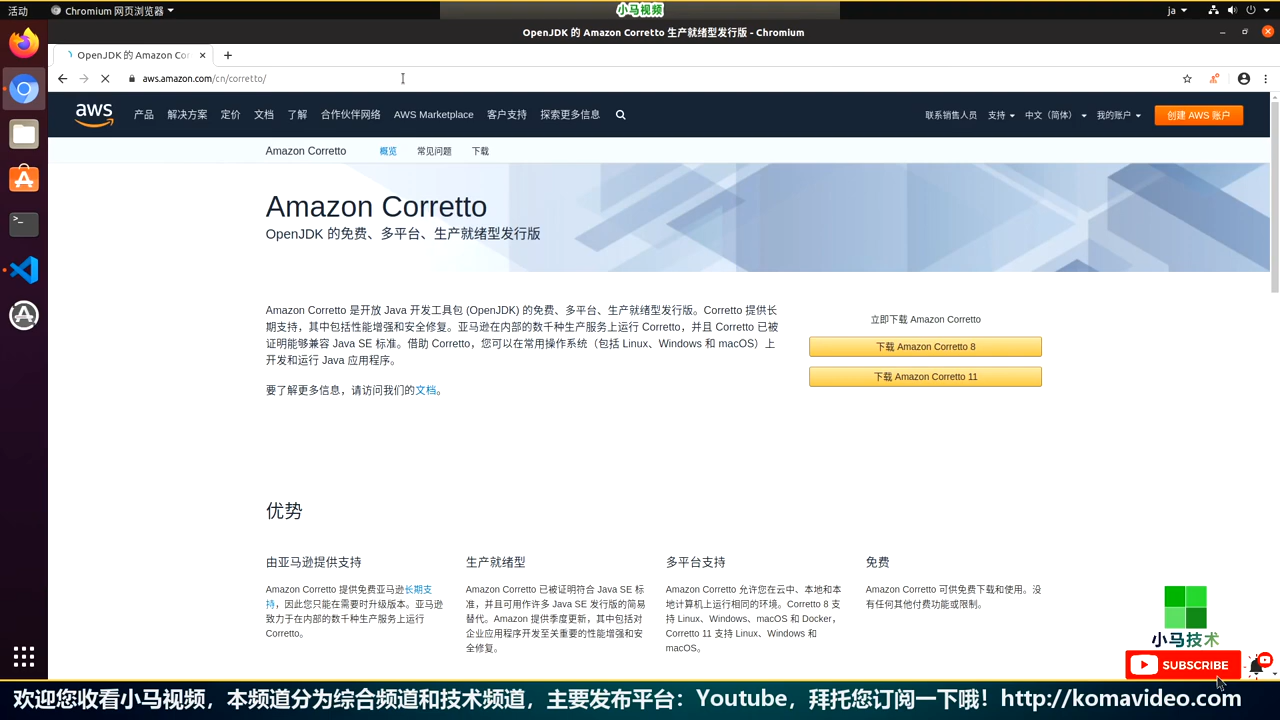 活动
Chromium 网页浏览器
小马视频
ja
OpenJDK 的 Amazon Corretto 生产就绪型发行版 - Chromium
OpenJDK 的 Amazon Cor
aws.amazon.com/cn/corretto/
aws
产品 解决方案 定价 文档 了解 合作伙伴网络 AWS Marketplace 客户支持 探索更多信息
联系销售人员 支持 中文（简体） 我的账户 创建 AWS 账户
Amazon Corretto 概览 常见问题 下载
Amazon Corretto
OpenJDK 的免费、多平台、生产就绪型发行版
Amazon Corretto 是开放 Java 开发工具包 (OpenJDK) 的免费、多平台、生产就绪型发行版。Corretto 提供长
期支持，其中包括性能增强和安全修复。亚马逊在内部的数千种生产服务上运行 Corretto，并且 Corretto 已被
证明能够兼容 Java SE 标准。借助 Corretto，您可以在常用操作系统（包括 Linux、Windows 和 macOS）上
开发和运行 Java 应用程序。
要了解更多信息，请访问我们的文档。
立即下载 Amazon Corretto
下载 Amazon Corretto 8
下载 Amazon Corretto 11
优势
由亚马逊提供支持
Amazon Corretto 提供免费亚马逊长期支
持，因此您只能在需要时升级版本。亚马逊
致力于在内部的数千种生产服务上运行
Corretto。
生产就绪型
Amazon Corretto 已被证明符合 Java SE 标
准，并且可用作许多 Java SE 发行版的简易
替代。Amazon 提供季度更新，其中包括对
企业应用程序开发至关重要的性能增强和安
全修复。
多平台支持
Amazon Corretto 允许您在云中、本地和本
地计算机上运行相同的环境。Corretto 8 支
持 Linux、Windows、macOS 和 Docker，
Corretto 11 支持 Linux、Windows 和
macOS。
免费
Amazon Corretto 可供免费下载和使用。没
有任何其他付费功能或限制。
小马技术
SUBSCRIBE
欢迎您收看小马视频，本频道分为综合频道和技术频道，主要发布平台：Youtube，拜托您订阅一下哦！http://komavideo.com